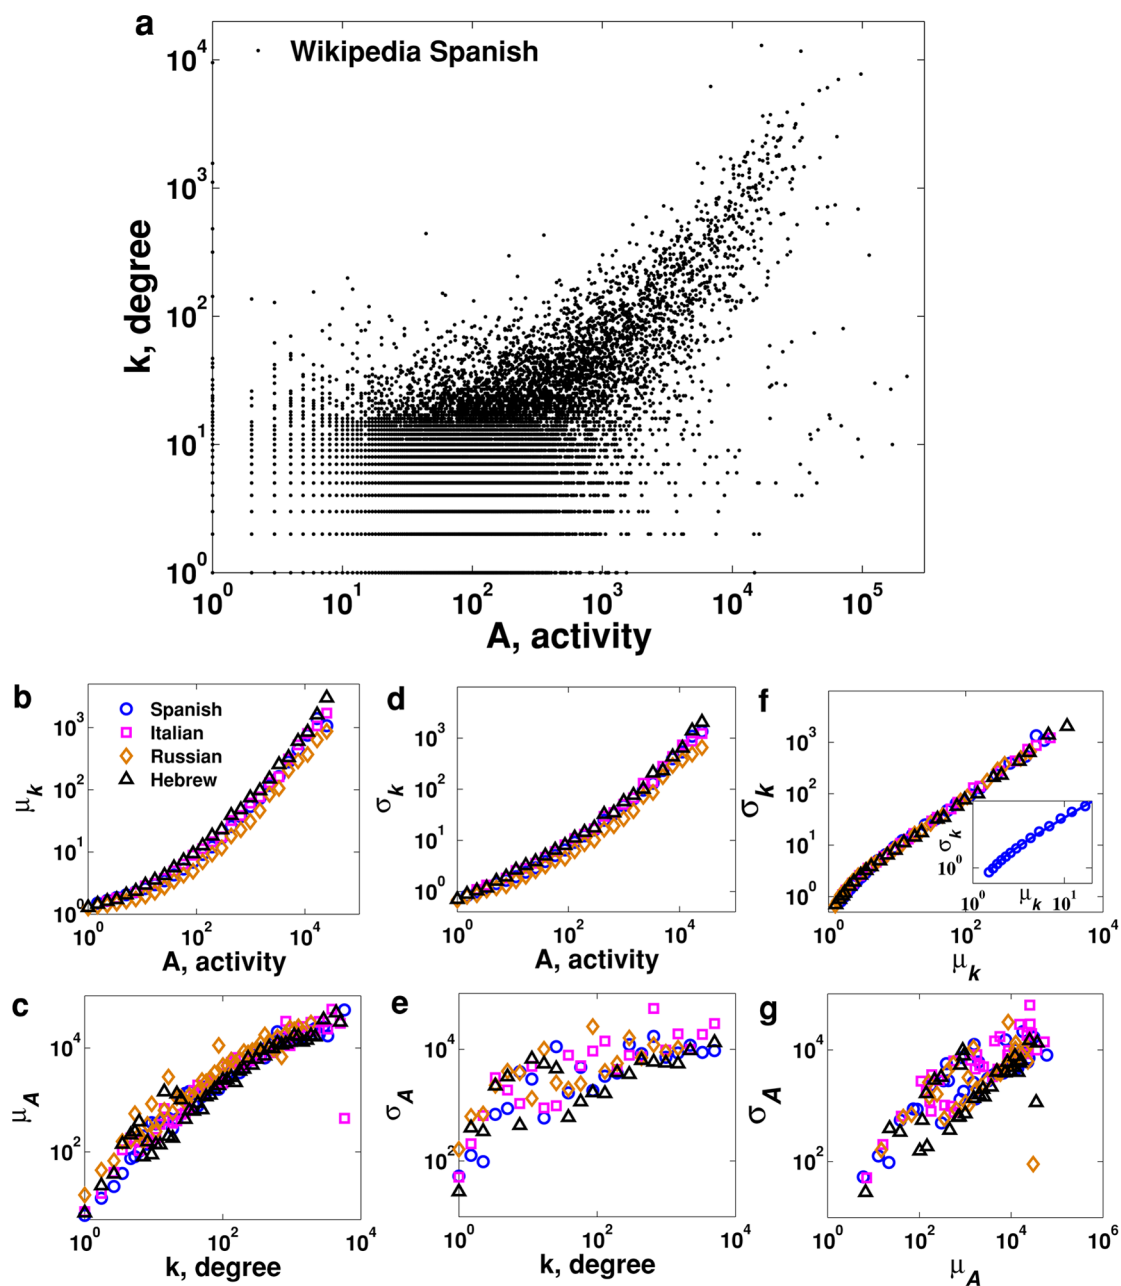 a
Wikipedia Spanish
10^4
10^3
10^2
10^1
10^0
k, degree
10^0 10^1 10^2 10^3 10^4 10^5
A, activity
b
Spanish
Italian
Russian
Hebrew
10^3
10^2
10^1
10^0
μ_k
10^0 10^2 10^4
A, activity
d
10^3
10^2
10^1
10^0
σ_k
10^0 10^2 10^4
A, activity
f
10^3
10^2
10^1
10^0
σ_k
10^0 10^2 10^4
μ_k
σ_k
10^0
10^0 μ_k 10^1
c
10^4
10^2
μ_A
10^0 10^2 10^4
k, degree
e
10^4
10^2
σ_A
10^0 10^2 10^4
k, degree
g
10^4
10^2
σ_A
10^0 10^2 10^4 10^6
μ_A